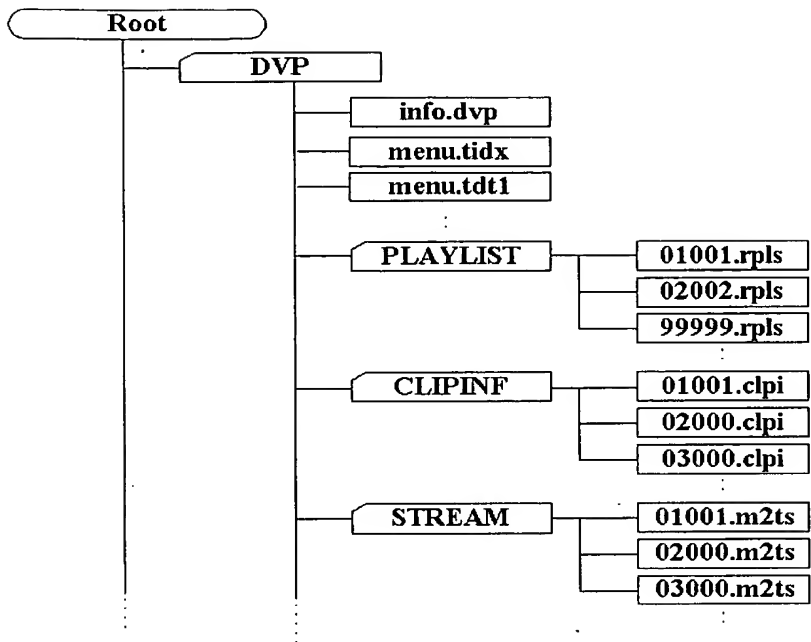 Root
DVP
info.dvp
menu.tidx
menu.tdt1
PLAYLIST
01001.rpls
02002.rpls
99999.rpls
CLIPINF
01001.clpi
02000.clpi
03000.clpi
STREAM
01001.m2ts
02000.m2ts
03000.m2ts